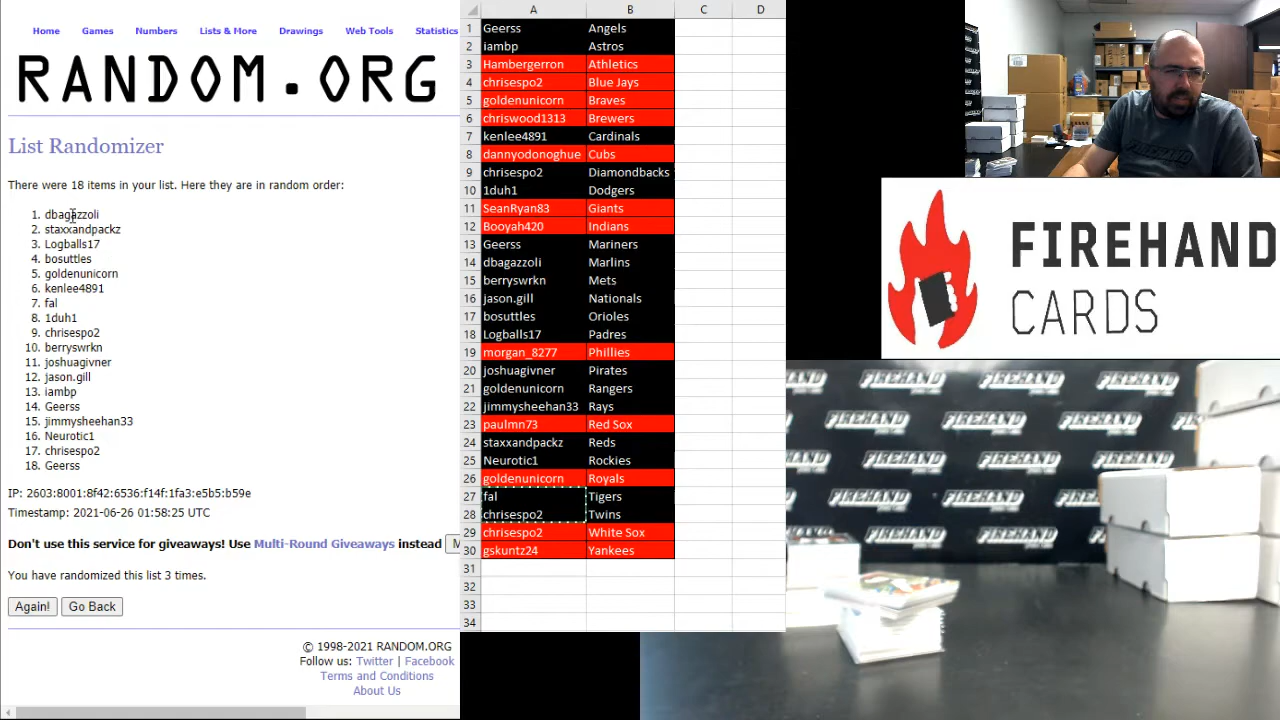 Home Games Numbers Lists & More Drawings Web Tools Statistics
RANDOM.ORG
List Randomizer
There were 18 items in your list. Here they are in random order:
1. dbagazzoli
2. staxxandpackz
3. Logballs17
4. bosuttles
5. goldenunicorn
6. kenlee4891
7. fal
8. 1duh1
9. chrisespo2
10. berryswrkn
11. joshuagivner
12. jason.gill
13. iambp
14. Geerss
15. jimmysheehan33
16. Neurotic1
17. chrisespo2
18. Geerss
IP: 2603:8001:8f42:6536:f14f:1fa3:e5b5:b59e
Timestamp: 2021-06-26 01:58:25 UTC
Don't use this service for giveaways! Use Multi-Round Giveaways instead M
You have randomized this list 3 times.
Again! Go Back
© 1998-2021 RANDOM.ORG
Follow us: Twitter | Facebook
Terms and Conditions
About Us
A B C D
1 Geerss Angels
2 iambp Astros
3 Hambergerron Athletics
4 chrisespo2 Blue Jays
5 goldenunicorn Braves
6 chriswood1313 Brewers
7 kenlee4891 Cardinals
8 dannyodonoghue Cubs
9 chrisespo2 Diamondbacks
10 1duh1 Dodgers
11 SeanRyan83 Giants
12 Booyah420 Indians
13 Geerss Mariners
14 dbagazzoli Marlins
15 berryswrkn Mets
16 jason.gill Nationals
17 bosuttles Orioles
18 Logballs17 Padres
19 morgan_8277 Phillies
20 joshuagivner Pirates
21 goldenunicorn Rangers
22 jimmysheehan33 Rays
23 paulmn73 Red Sox
24 staxxandpackz Reds
25 Neurotic1 Rockies
26 goldenunicorn Royals
27 fal Tigers
28 chrisespo2 Twins
29 chrisespo2 White Sox
30 gskuntz24 Yankees
31
32
33
34
FIREHAND
CARDS
FIREHAND FIREHAND FIREHAND
FIREHAND FIREHAND
FIREHAND FIREHAND FIREHAND
FIREHAND FIREHAND